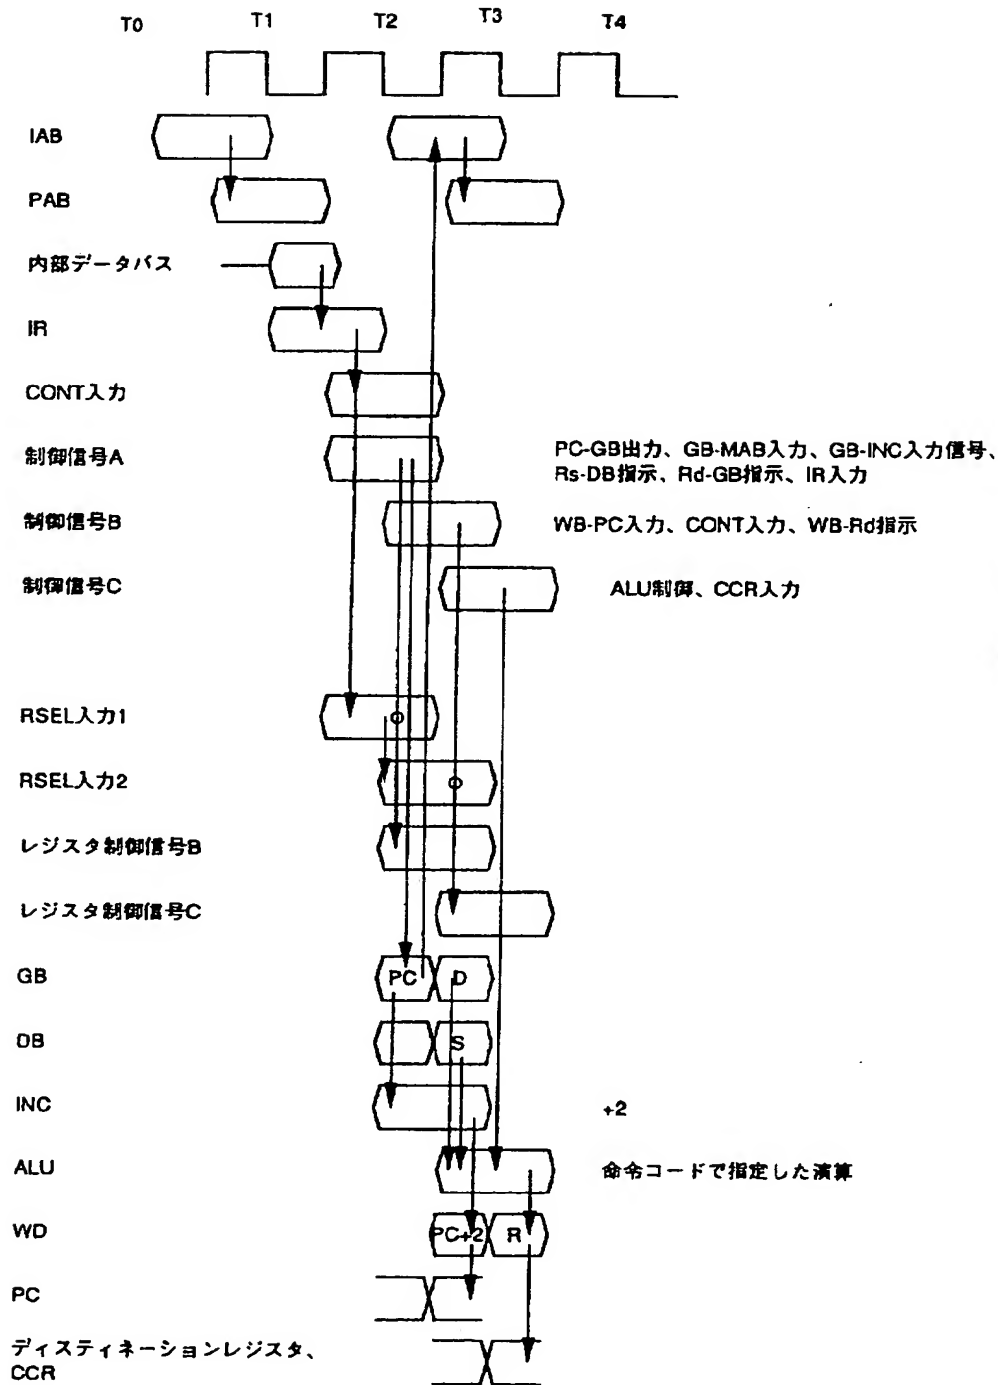 T0 T1 T2 T3 T4
IAB
PAB
内部データバス
IR
CONT入力
制御信号A
PC-GB出力、GB-MAB入力、GB-INC入力信号、
Rs-DB指示、Rd-GB指示、IR入力
制御信号B
WB-PC入力、CONT入力、WB-Rd指示
制御信号C
ALU制御、CCR入力
RSEL入力1
RSEL入力2
レジスタ制御信号B
レジスタ制御信号C
GB PC D
DB S
INC +2
ALU 命令コードで指定した演算
WD PC+2 R
PC
ディスティネーションレジスタ、
CCR